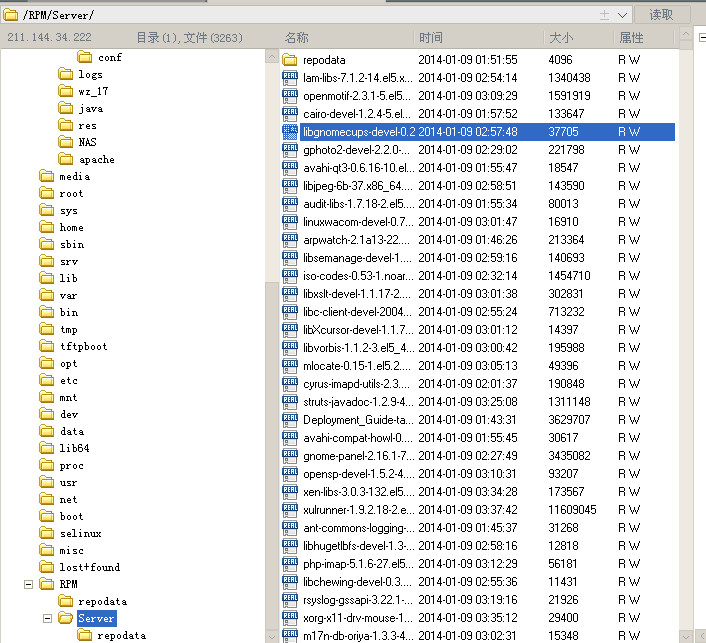 /RPM/Server/ 读取
211.144.34.222 目录(1),文件(3263) 名称 时间 大小 属性
conf
logs
wz_17
java
res
NAS
apache
media
root
sys
home
sbin
srv
lib
var
bin
tmp
tftpboot
opt
etc
mnt
dev
data
lib64
proc
usr
net
boot
selinux
misc
lost+found
RPM
repodata
Server
repodata
repodata 2014-01-09 01:51:55 4096 R W
lam-libs-7.1.2-14.el5.x... 2014-01-09 02:54:14 1340438 R W
openmotif-2.3.1-5.el5... 2014-01-09 03:09:29 1591919 R W
cairo-devel-1.2.4-5.el... 2014-01-09 01:57:52 133647 R W
libgnomecups-devel-0.2 2014-01-09 02:57:48 37705 R W
gphoto2-devel-2.2.0-... 2014-01-09 02:29:02 221798 R W
avahi-qt3-0.6.16-10.el... 2014-01-09 01:55:47 18547 R W
libjpeg-6b-37.x86_64.... 2014-01-09 02:58:51 143590 R W
audit-libs-1.7.18-2.el5... 2014-01-09 01:55:34 80013 R W
linuxwacom-devel-0.7... 2014-01-09 03:01:47 16910 R W
arpwatch-2.1a13-22.... 2014-01-09 01:46:26 213364 R W
libsemanage-devel-1.... 2014-01-09 02:59:16 140693 R W
iso-codes-0.53-1.noar... 2014-01-09 02:32:14 1454710 R W
libxslt-devel-1.1.17-2.... 2014-01-09 03:01:38 302831 R W
libc-client-devel-2004... 2014-01-09 02:55:24 713232 R W
libXcursor-devel-1.1.7... 2014-01-09 03:01:12 14397 R W
libvorbis-1.1.2-3.el5_4... 2014-01-09 03:00:42 195988 R W
mlocate-0.15-1.el5.2.... 2014-01-09 03:05:13 49396 R W
cyrus-imapd-utils-2.3.... 2014-01-09 02:01:37 190848 R W
struts-javadoc-1.2.9-4... 2014-01-09 03:25:08 1311148 R W
Deployment_Guide-ta... 2014-01-09 01:43:31 3629707 R W
avahi-compat-howl-0.... 2014-01-09 01:55:45 30617 R W
gnome-panel-2.16.1-7... 2014-01-09 02:27:49 3435082 R W
opensp-devel-1.5.2-4.... 2014-01-09 03:10:31 93207 R W
xen-libs-3.0.3-132.el5.... 2014-01-09 03:34:28 173567 R W
xulrunner-1.9.2.18-2.e... 2014-01-09 03:37:42 11609045 R W
ant-commons-logging-... 2014-01-09 01:45:37 31268 R W
libhugetlbfs-devel-1.3-... 2014-01-09 02:58:16 12818 R W
php-imap-5.1.6-27.el5... 2014-01-09 03:12:29 56181 R W
libchewing-devel-0.3.... 2014-01-09 02:55:36 11431 R W
rsyslog-gssapi-3.22.1-... 2014-01-09 03:19:16 21926 R W
xorg-x11-drv-mouse-1... 2014-01-09 03:35:12 29400 R W
m17n-db-oriya-1.3.3-4... 2014-01-09 03:02:31 15348 R W